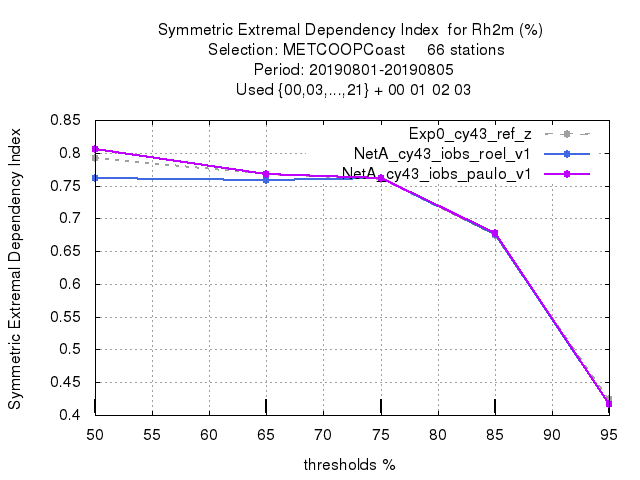 Symmetric Extremal Dependency Index  for Rh2m (%)
Selection: METCOOPCoast     66 stations
Period: 20190801-20190805
Used {00,03,...,21} + 00 01 02 03
Symmetric Extremal Dependency Index
0.85
0.8
0.75
0.7
0.65
0.6
0.55
0.5
0.45
0.4
Exp0_cy43_ref_z
NetA_cy43_iobs_roel_v1
NetA_cy43_iobs_paulo_v1
50 55 60 65 70 75 80 85 90 95
thresholds %